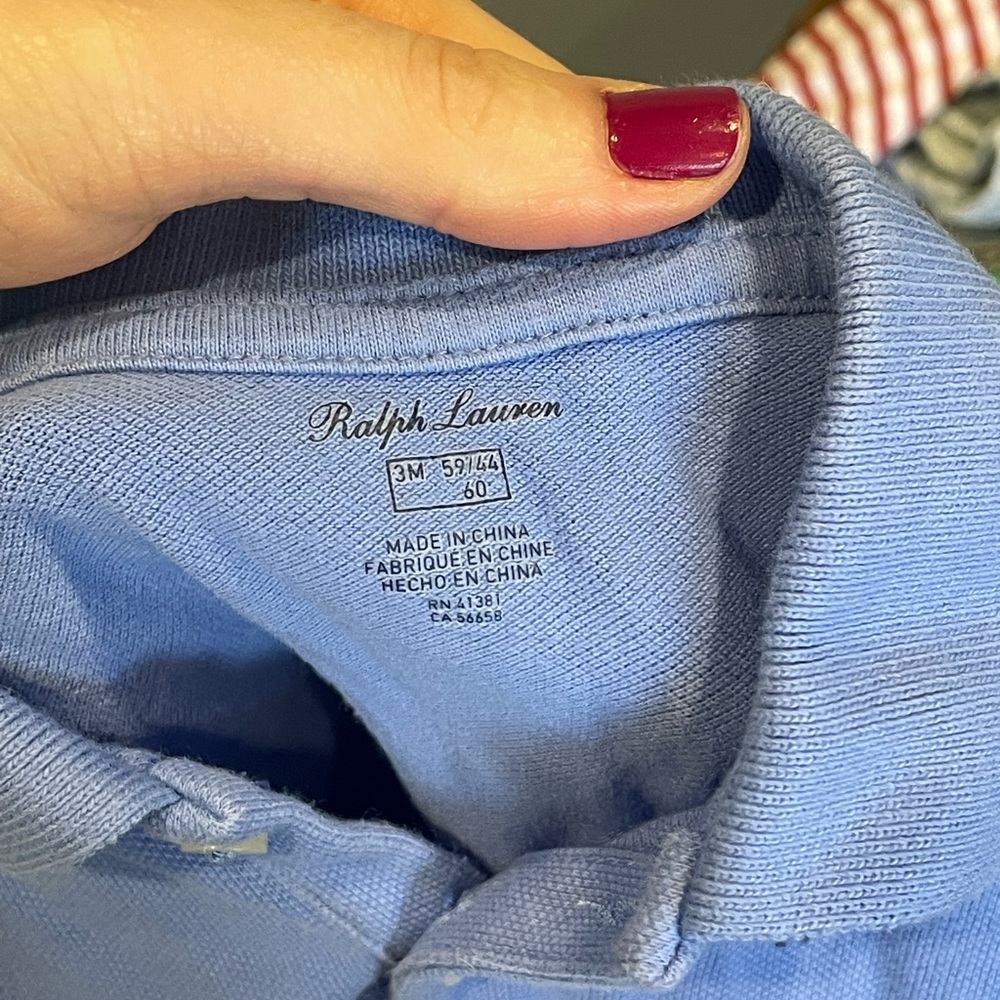 Ralph Lauren
3M 59/44
60
MADE IN CHINA
FABRIQUÉ EN CHINE
HECHO EN CHINA
RN 41381
CA 56658